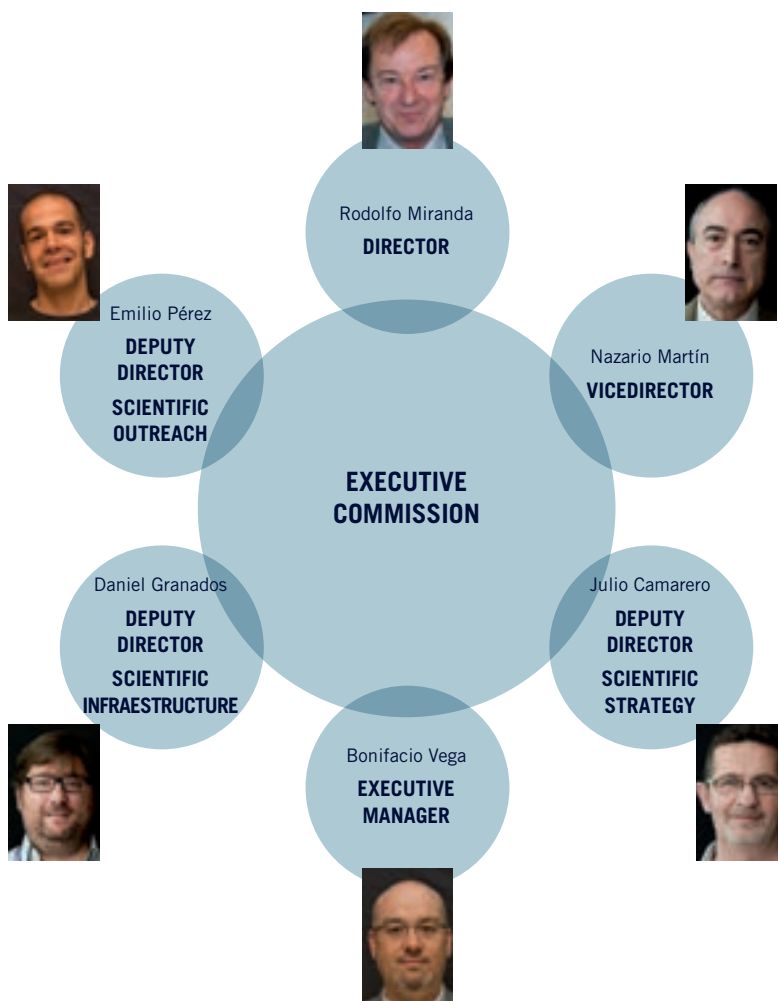 Rodolfo Miranda
DIRECTOR
Emilio Pérez
DEPUTY
DIRECTOR
SCIENTIFIC
OUTREACH
Nazario Martín
VICEDIRECTOR
EXECUTIVE
COMMISSION
Daniel Granados
DEPUTY
DIRECTOR
SCIENTIFIC
INFRAESTRUCTURE
Julio Camarero
DEPUTY
DIRECTOR
SCIENTIFIC
STRATEGY
Bonifacio Vega
EXECUTIVE
MANAGER